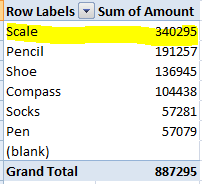 Row Labels Sum of Amount
Scale 340295
Pencil 191257
Shoe 136945
Compass 104438
Socks 57281
Pen 57079
(blank)
Grand Total 887295